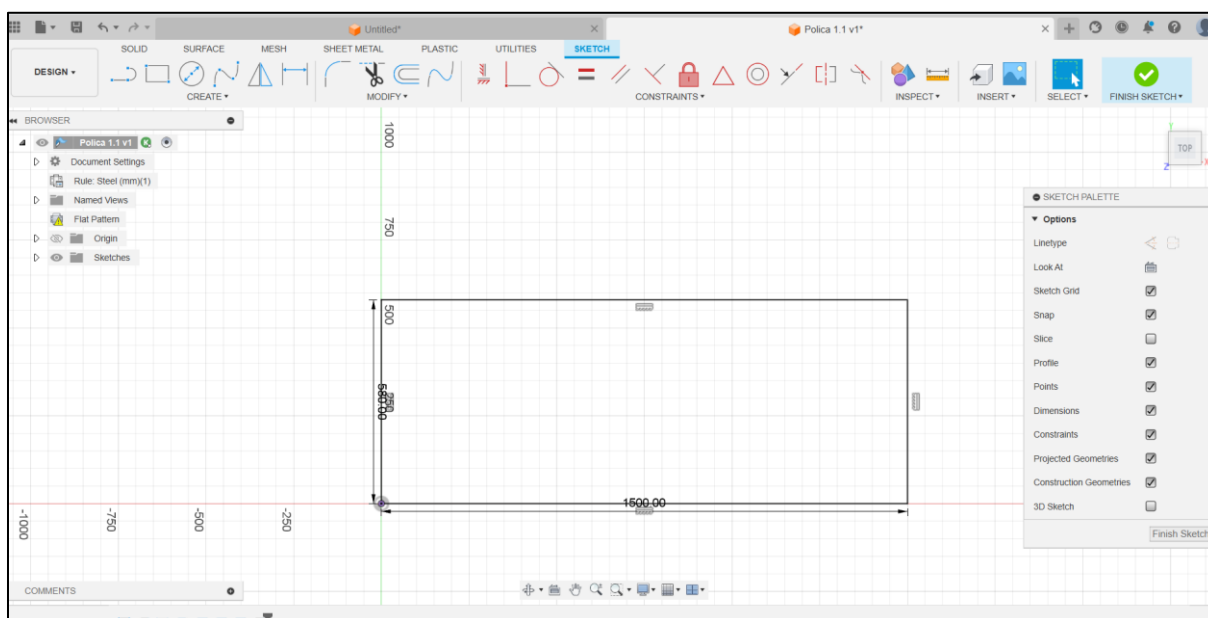 Untitled*
Polica 1.1 v1*
SOLID SURFACE MESH SHEET METAL PLASTIC UTILITIES SKETCH
DESIGN
CREATE MODIFY CONSTRAINTS INSPECT INSERT SELECT FINISH SKETCH
BROWSER
Polica 1.1 v1
Document Settings
Rule: Steel (mm)(1)
Named Views
Flat Pattern
Origin
Sketches
1000
750
500
250
580.00
1500.00
-1000
-750
-500
-250
Y
TOP
Z
X
SKETCH PALETTE
Options
Linetype
Look At
Sketch Grid
Snap
Slice
Profile
Points
Dimensions
Constraints
Projected Geometries
Construction Geometries
3D Sketch
Finish Sketch
COMMENTS